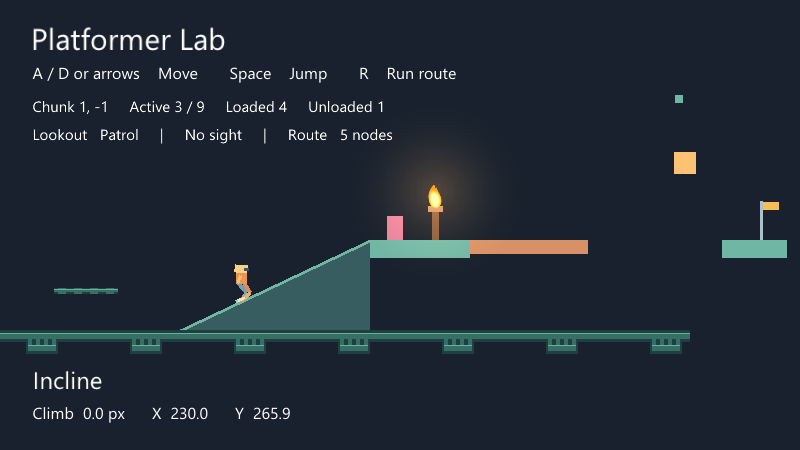 Platformer Lab
A / D or arrows Move Space Jump R Run route
Chunk 1, -1 Active 3 / 9 Loaded 4 Unloaded 1
Lookout Patrol | No sight | Route 5 nodes
Incline
Climb 0.0 px X 230.0 Y 265.9